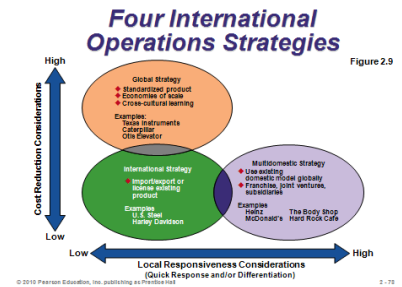 Four International
Operations Strategies
High
Figure 2.9
Cost Reduction Considerations
Global Strategy
Standardized product
Economies of scale
Cross-cultural learning
Examples:
Texas Instruments
Caterpillar
Otis Elevator
International Strategy
Import/export or
license existing
product
Examples
U.S. Steel
Harley Davidson
Multidomestic Strategy
Use existing
domestic model globally
Franchise, joint ventures,
subsidiaries
Examples
Heinz The Body Shop
McDonald's Hard Rock Cafe
Low
Low
High
Local Responsiveness Considerations
(Quick Response and/or Differentiation)
© 2010 Pearson Education, Inc. publishing as Prentice Hall
2 - 78